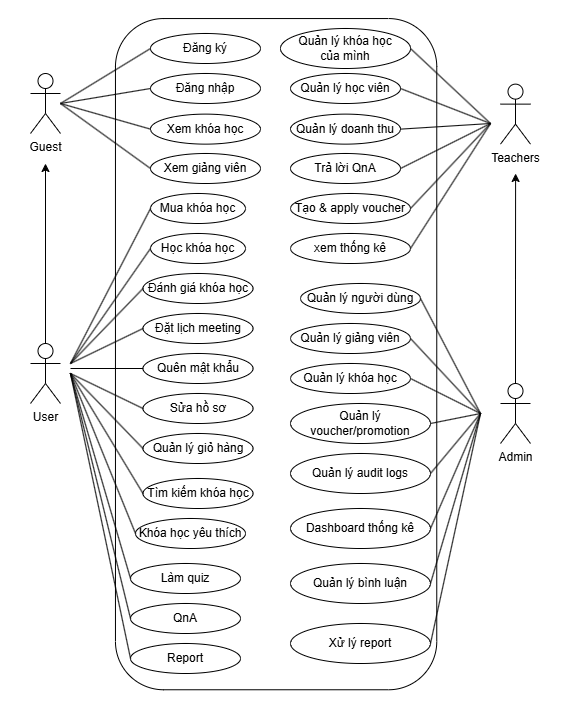 Đăng ký
Đăng nhập
Xem khóa học
Xem giảng viên
Guest
Mua khóa học
Học khóa học
Đánh giá khóa học
Đặt lịch meeting
Quên mật khẩu
Sửa hồ sơ
Quản lý giỏ hàng
Tìm kiếm khóa học
Khóa học yêu thích
Làm quiz
QnA
Report
User
Quản lý khóa học
của mình
Quản lý học viên
Quản lý doanh thu
Trả lời QnA
Tạo & apply voucher
xem thống kê
Teachers
Quản lý người dùng
Quản lý giảng viên
Quản lý khóa học
Quản lý
voucher/promotion
Quản lý audit logs
Dashboard thống kê
Quản lý bình luận
Xử lý report
Admin